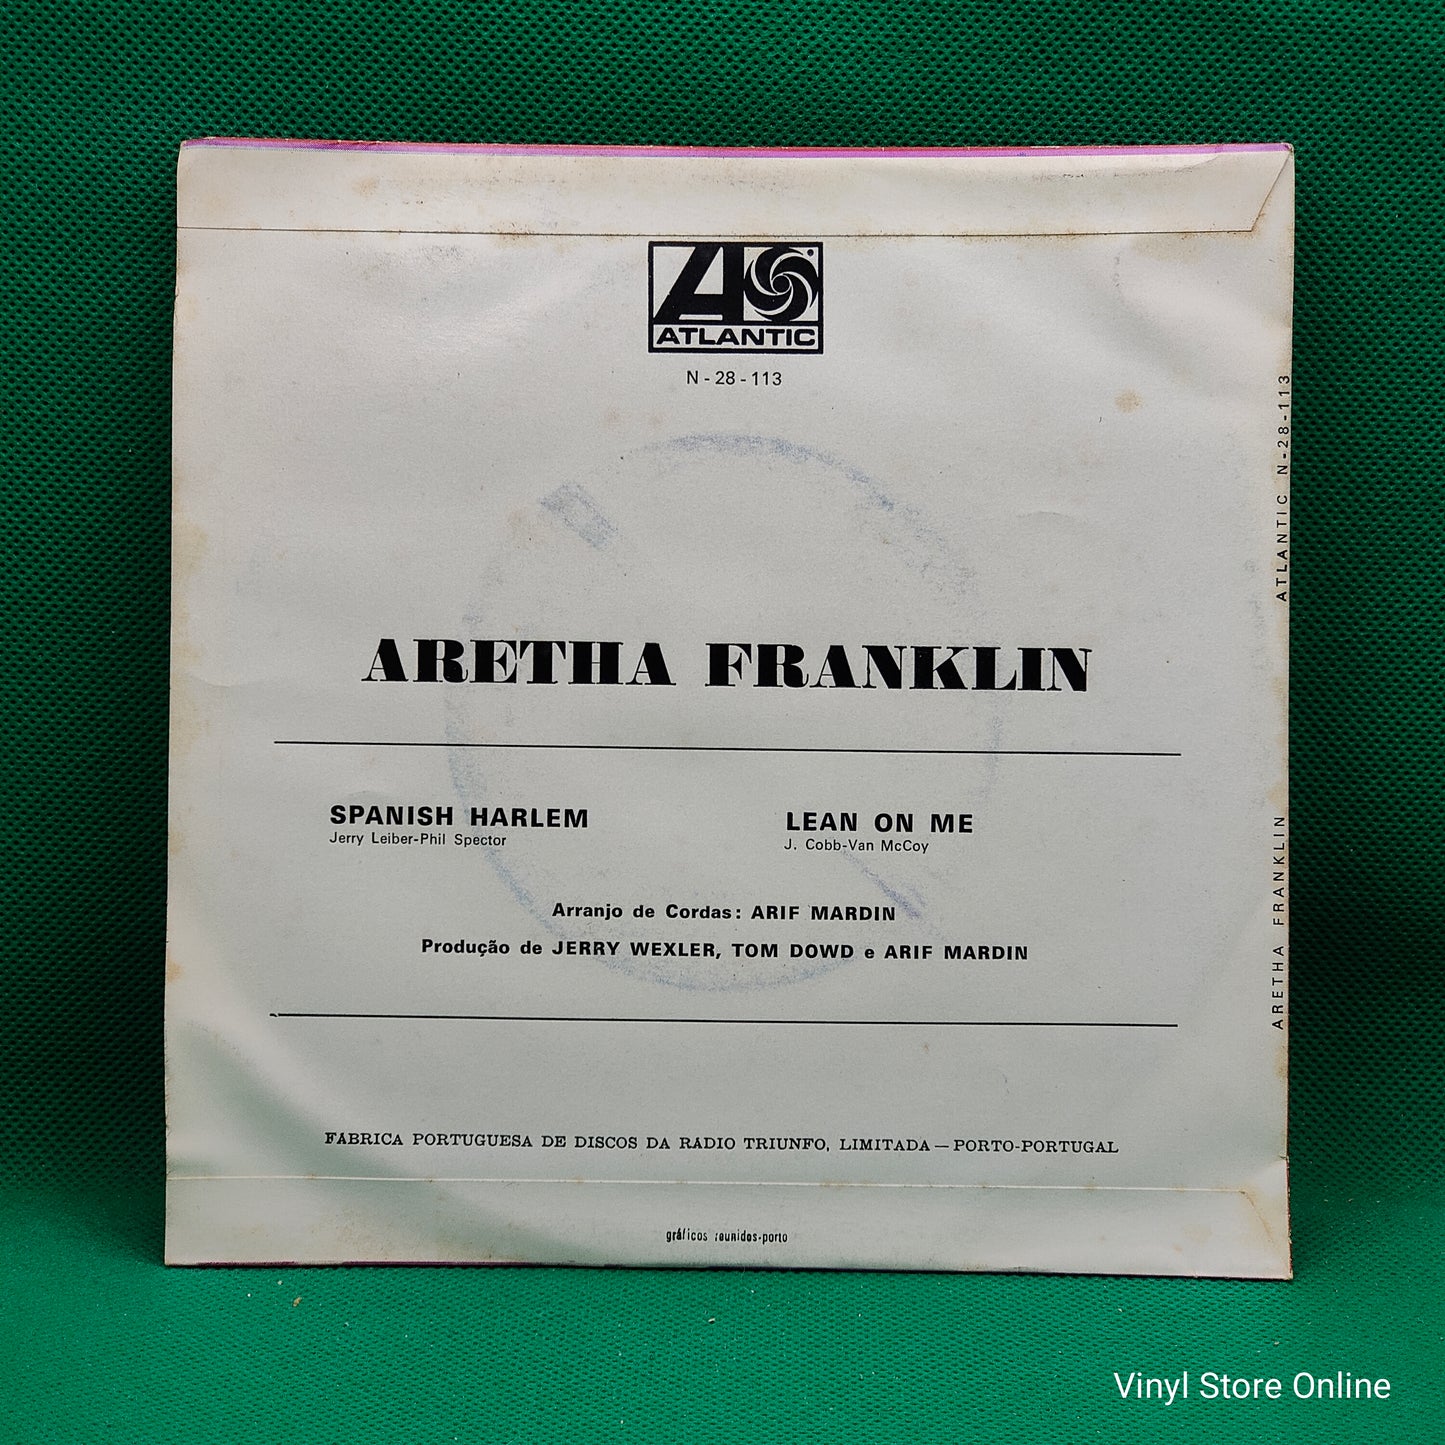 ATLANTIC
N - 28 - 113
ATLANTIC N-28-113
ARETHA FRANKLIN
ARETHA FRANKLIN
SPANISH HARLEM
Jerry Leiber-Phil Spector
LEAN ON ME
J. Cobb-Van McCoy
Arranjo de Cordas: ARIF MARDIN
Produção de JERRY WEXLER, TOM DOWD e ARIF MARDIN
FÁBRICA PORTUGUESA DE DISCOS DA RÁDIO TRIUNFO, LIMITADA — PORTO-PORTUGAL
gráficos reunidos-porto
Vinyl Store Online